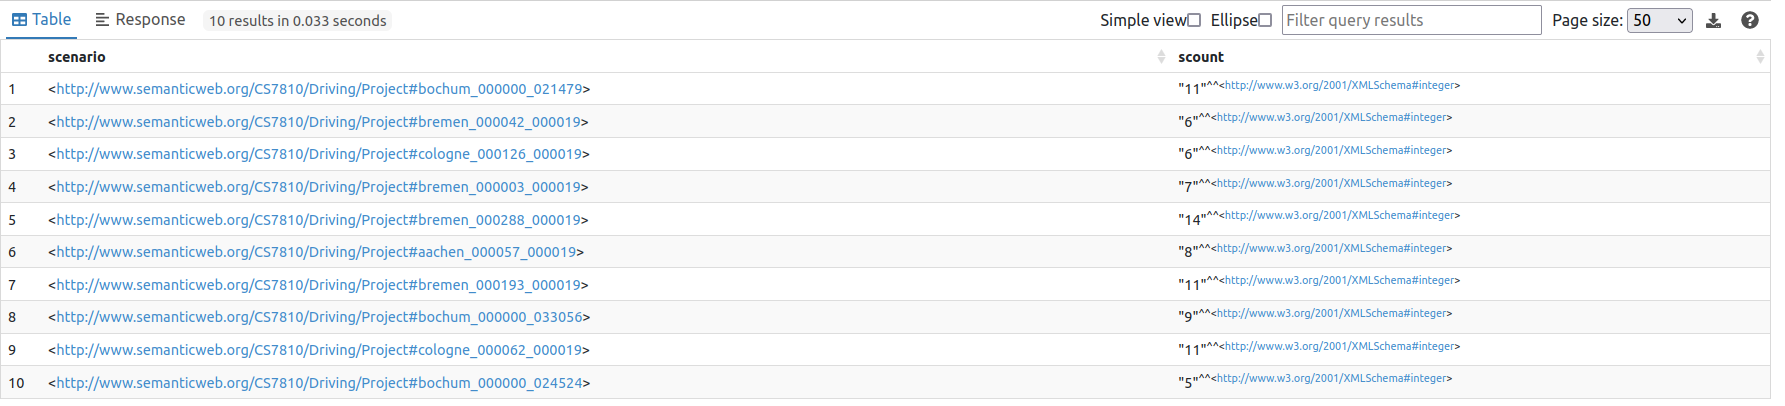 Table Response 10 results in 0.033 seconds Simple view Ellipse Filter query results Page size: 50
scenario scount
1 <http://www.semanticweb.org/CS7810/Driving/Project#bochum_000000_021479> "11"^^<http://www.w3.org/2001/XMLSchema#integer>
2 <http://www.semanticweb.org/CS7810/Driving/Project#bremen_000042_000019> "6"^^<http://www.w3.org/2001/XMLSchema#integer>
3 <http://www.semanticweb.org/CS7810/Driving/Project#cologne_000126_000019> "6"^^<http://www.w3.org/2001/XMLSchema#integer>
4 <http://www.semanticweb.org/CS7810/Driving/Project#bremen_000003_000019> "7"^^<http://www.w3.org/2001/XMLSchema#integer>
5 <http://www.semanticweb.org/CS7810/Driving/Project#bremen_000288_000019> "14"^^<http://www.w3.org/2001/XMLSchema#integer>
6 <http://www.semanticweb.org/CS7810/Driving/Project#aachen_000057_000019> "8"^^<http://www.w3.org/2001/XMLSchema#integer>
7 <http://www.semanticweb.org/CS7810/Driving/Project#bremen_000193_000019> "11"^^<http://www.w3.org/2001/XMLSchema#integer>
8 <http://www.semanticweb.org/CS7810/Driving/Project#bochum_000000_033056> "9"^^<http://www.w3.org/2001/XMLSchema#integer>
9 <http://www.semanticweb.org/CS7810/Driving/Project#cologne_000062_000019> "11"^^<http://www.w3.org/2001/XMLSchema#integer>
10 <http://www.semanticweb.org/CS7810/Driving/Project#bochum_000000_024524> "5"^^<http://www.w3.org/2001/XMLSchema#integer>